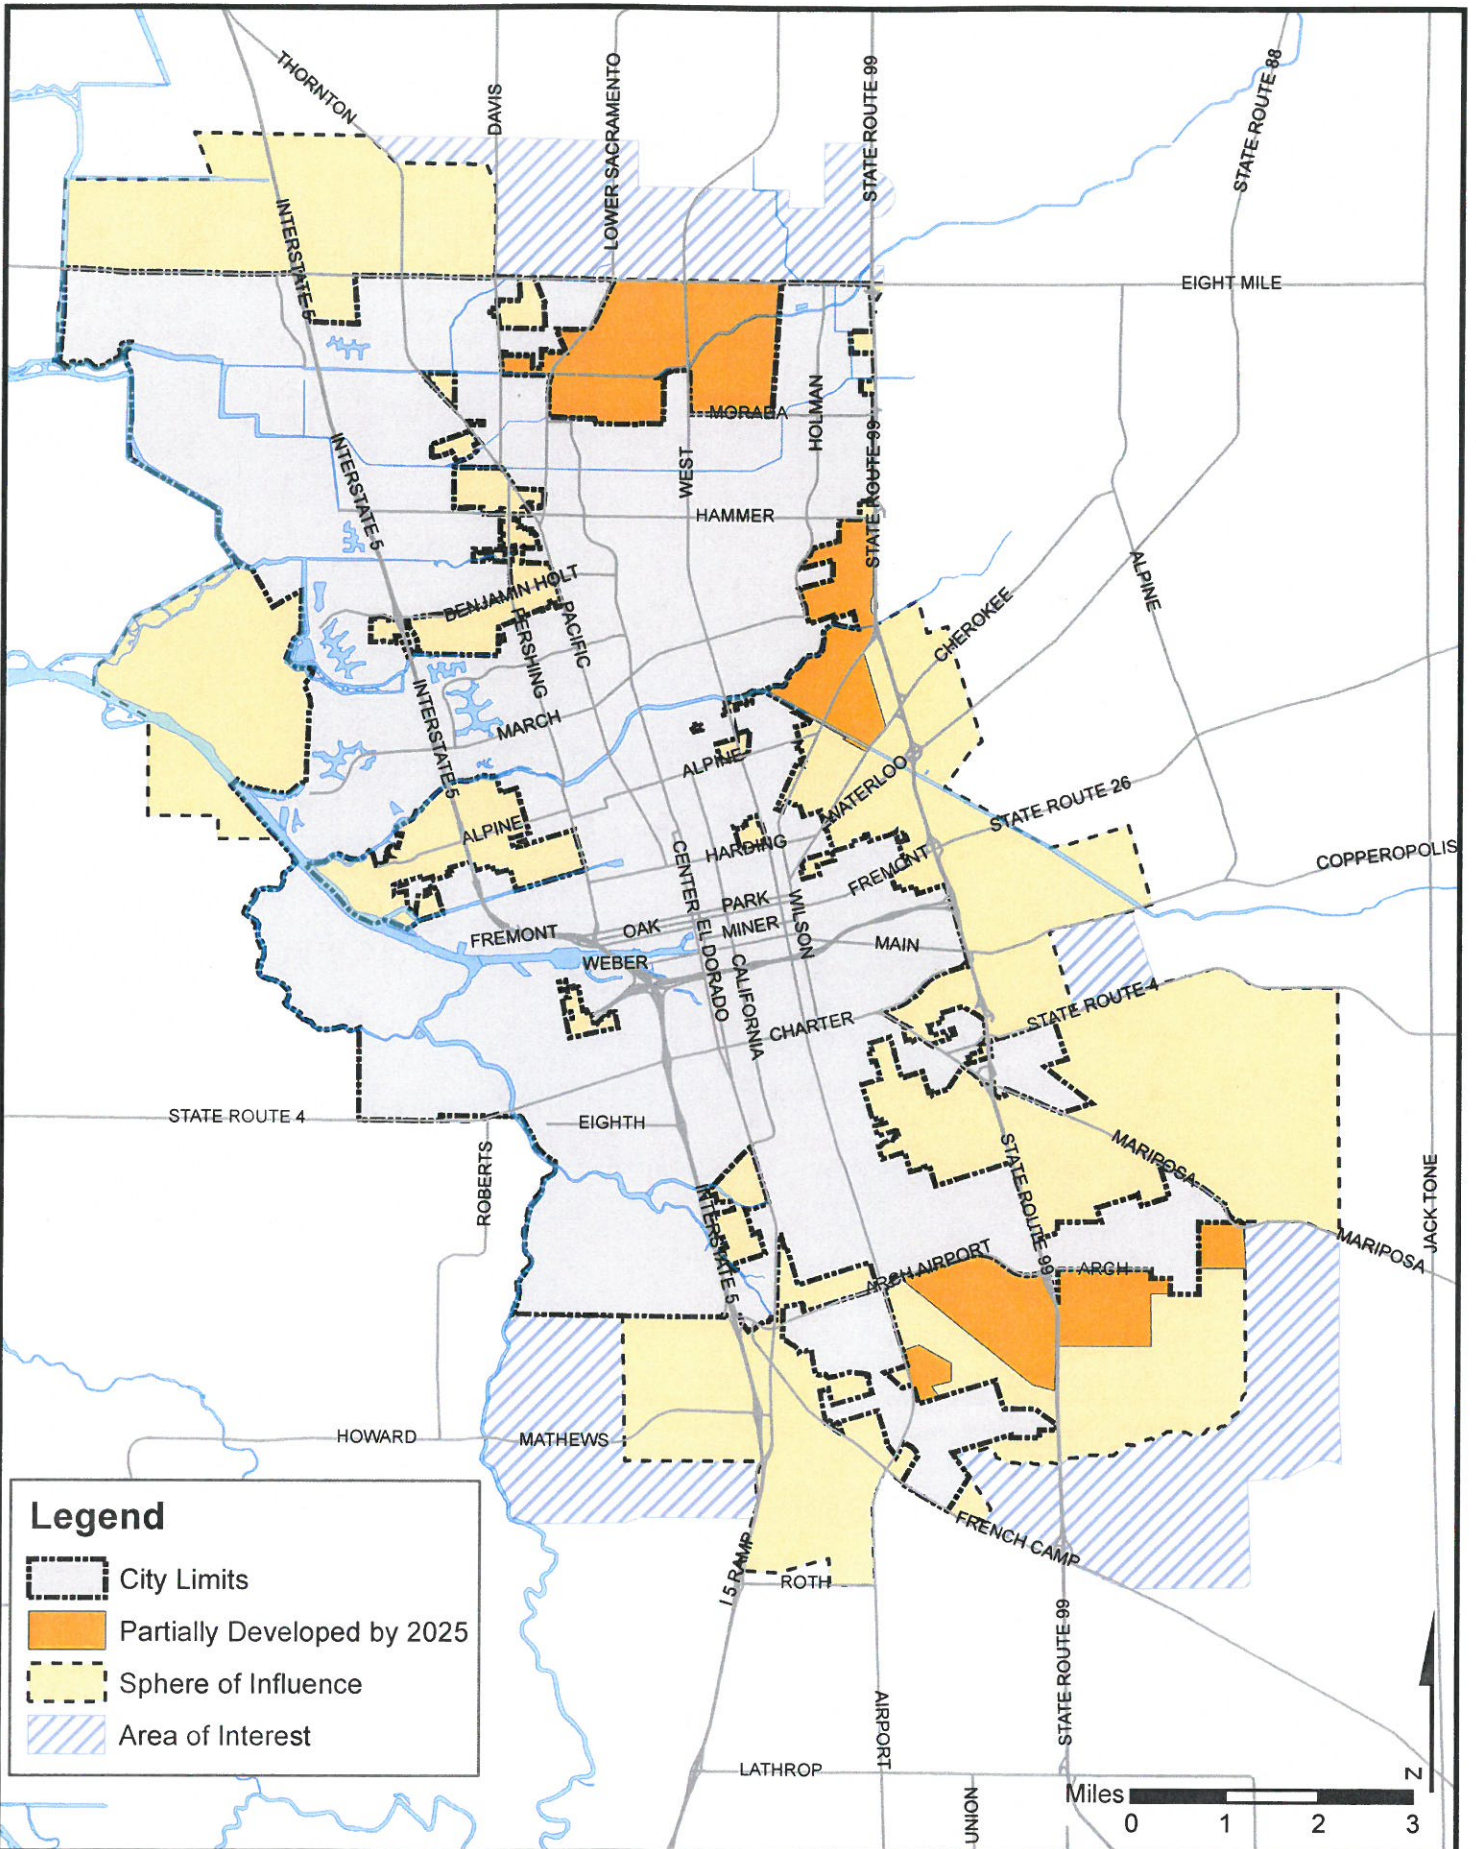 THORNTON
DAVIS
LOWER SACRAMENTO
STATE ROUTE 99
STATE ROUTE 88
INTERSTATE 5
EIGHT MILE
MORADA
HOLMAN
INTERSTATE 5
WEST
STATE ROUTE 99
HAMMER
ALPINE
BENJAMIN HOLT
PERSHING
PACIFIC
CHEROKEE
INTERSTATE 5
MARCH
ALPINE
WATERLOO
STATE ROUTE 26
ALPINE
HARDING
COPPEROPOLIS
CENTER
PARK
FREMONT
WILSON
FREMONT
OAK
MINER
MAIN
WEBER
EL DORADO
CALIFORNIA
CHARTER
STATE ROUTE 4
STATE ROUTE 4
EIGHTH
ROBERTS
MARIPOSA
STATE ROUTE 99
JACK TONE
INTERSTATE 5
ARCH AIRPORT
ARCH
MARIPOSA
HOWARD
MATHEWS
FRENCH CAMP
I 5 RAMP
ROTH
STATE ROUTE 99
AIRPORT
LATHROP
UNION
Legend
City Limits
Partially Developed by 2025
Sphere of Influence
Area of Interest
Z
Miles
0 1 2 3